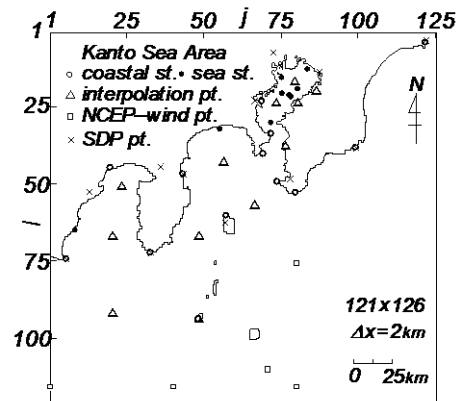 1 25 50 j 75 100 125
1
Kanto Sea Area
coastal st. • sea st.
interpolation pt.
NCEP–wind pt.
SDP pt.
N
25
50
I
75
100
121x126
Δx=2km
0 25km